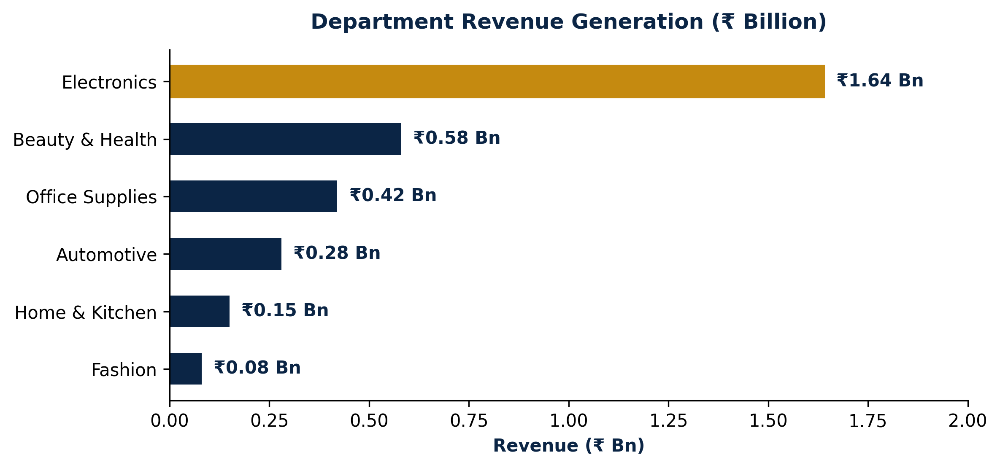 Department Revenue Generation (₹ Billion)
Electronics
₹1.64 Bn
Beauty & Health
₹0.58 Bn
Office Supplies
₹0.42 Bn
Automotive
₹0.28 Bn
Home & Kitchen
₹0.15 Bn
Fashion
₹0.08 Bn
0.00 0.25 0.50 0.75 1.00 1.25 1.50 1.75 2.00
Revenue (₹ Bn)